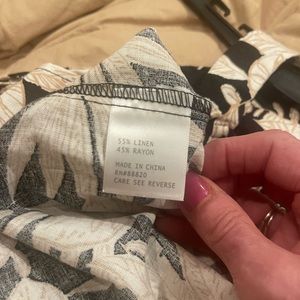 55% LINEN
45% RAYON
MADE IN CHINA
RN#88820
CARE SEE REVERSE